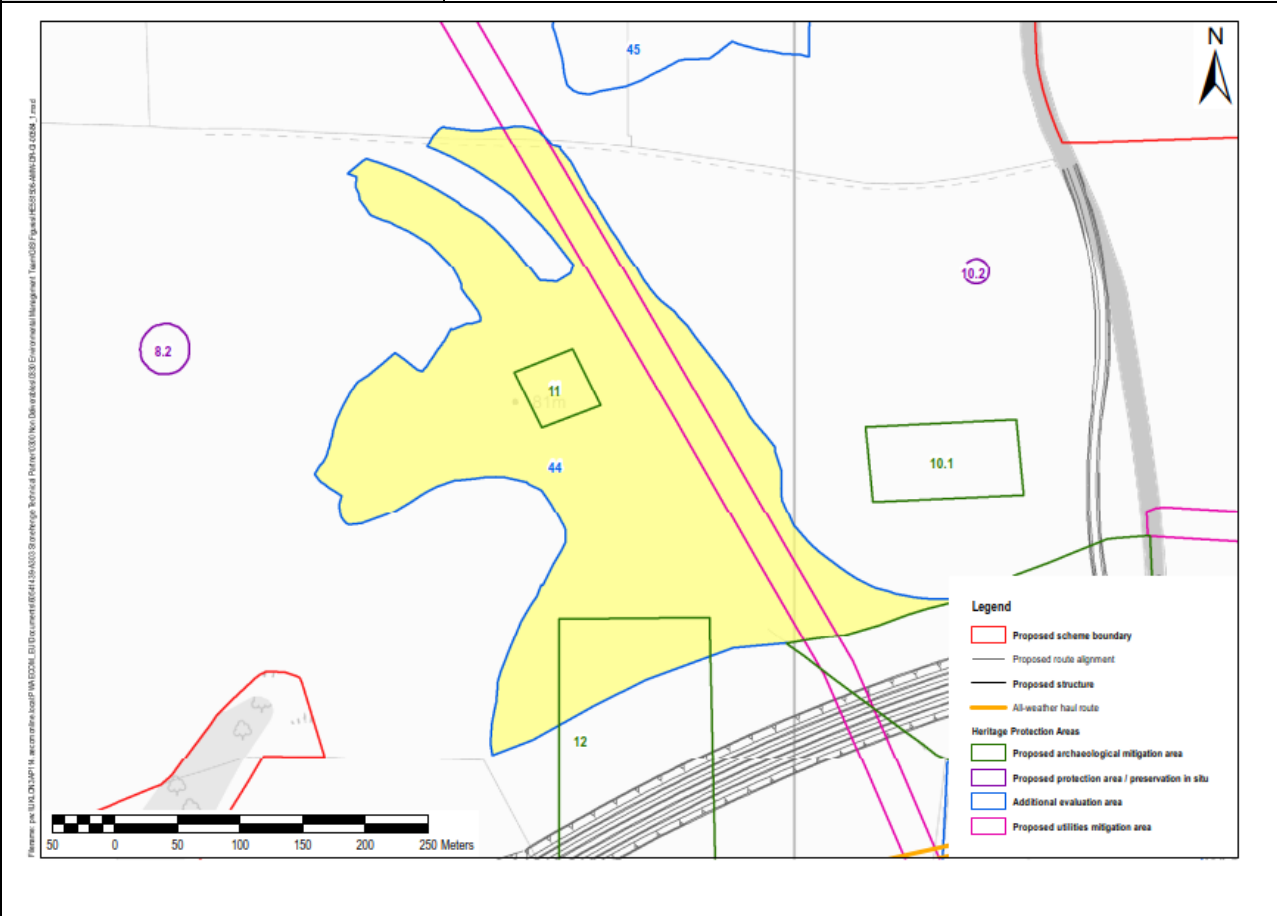 45
N
10.2
8.2
11
81m
44
10.1
12
Legend
Proposed scheme boundary
Proposed route alignment
Proposed structure
All-weather haul route
Heritage Protection Areas
Proposed archaeological mitigation area
Proposed protection area / preservation in situ
Additional evaluation area
Proposed utilities mitigation area
50 0 50 100 150 200 250 Meters